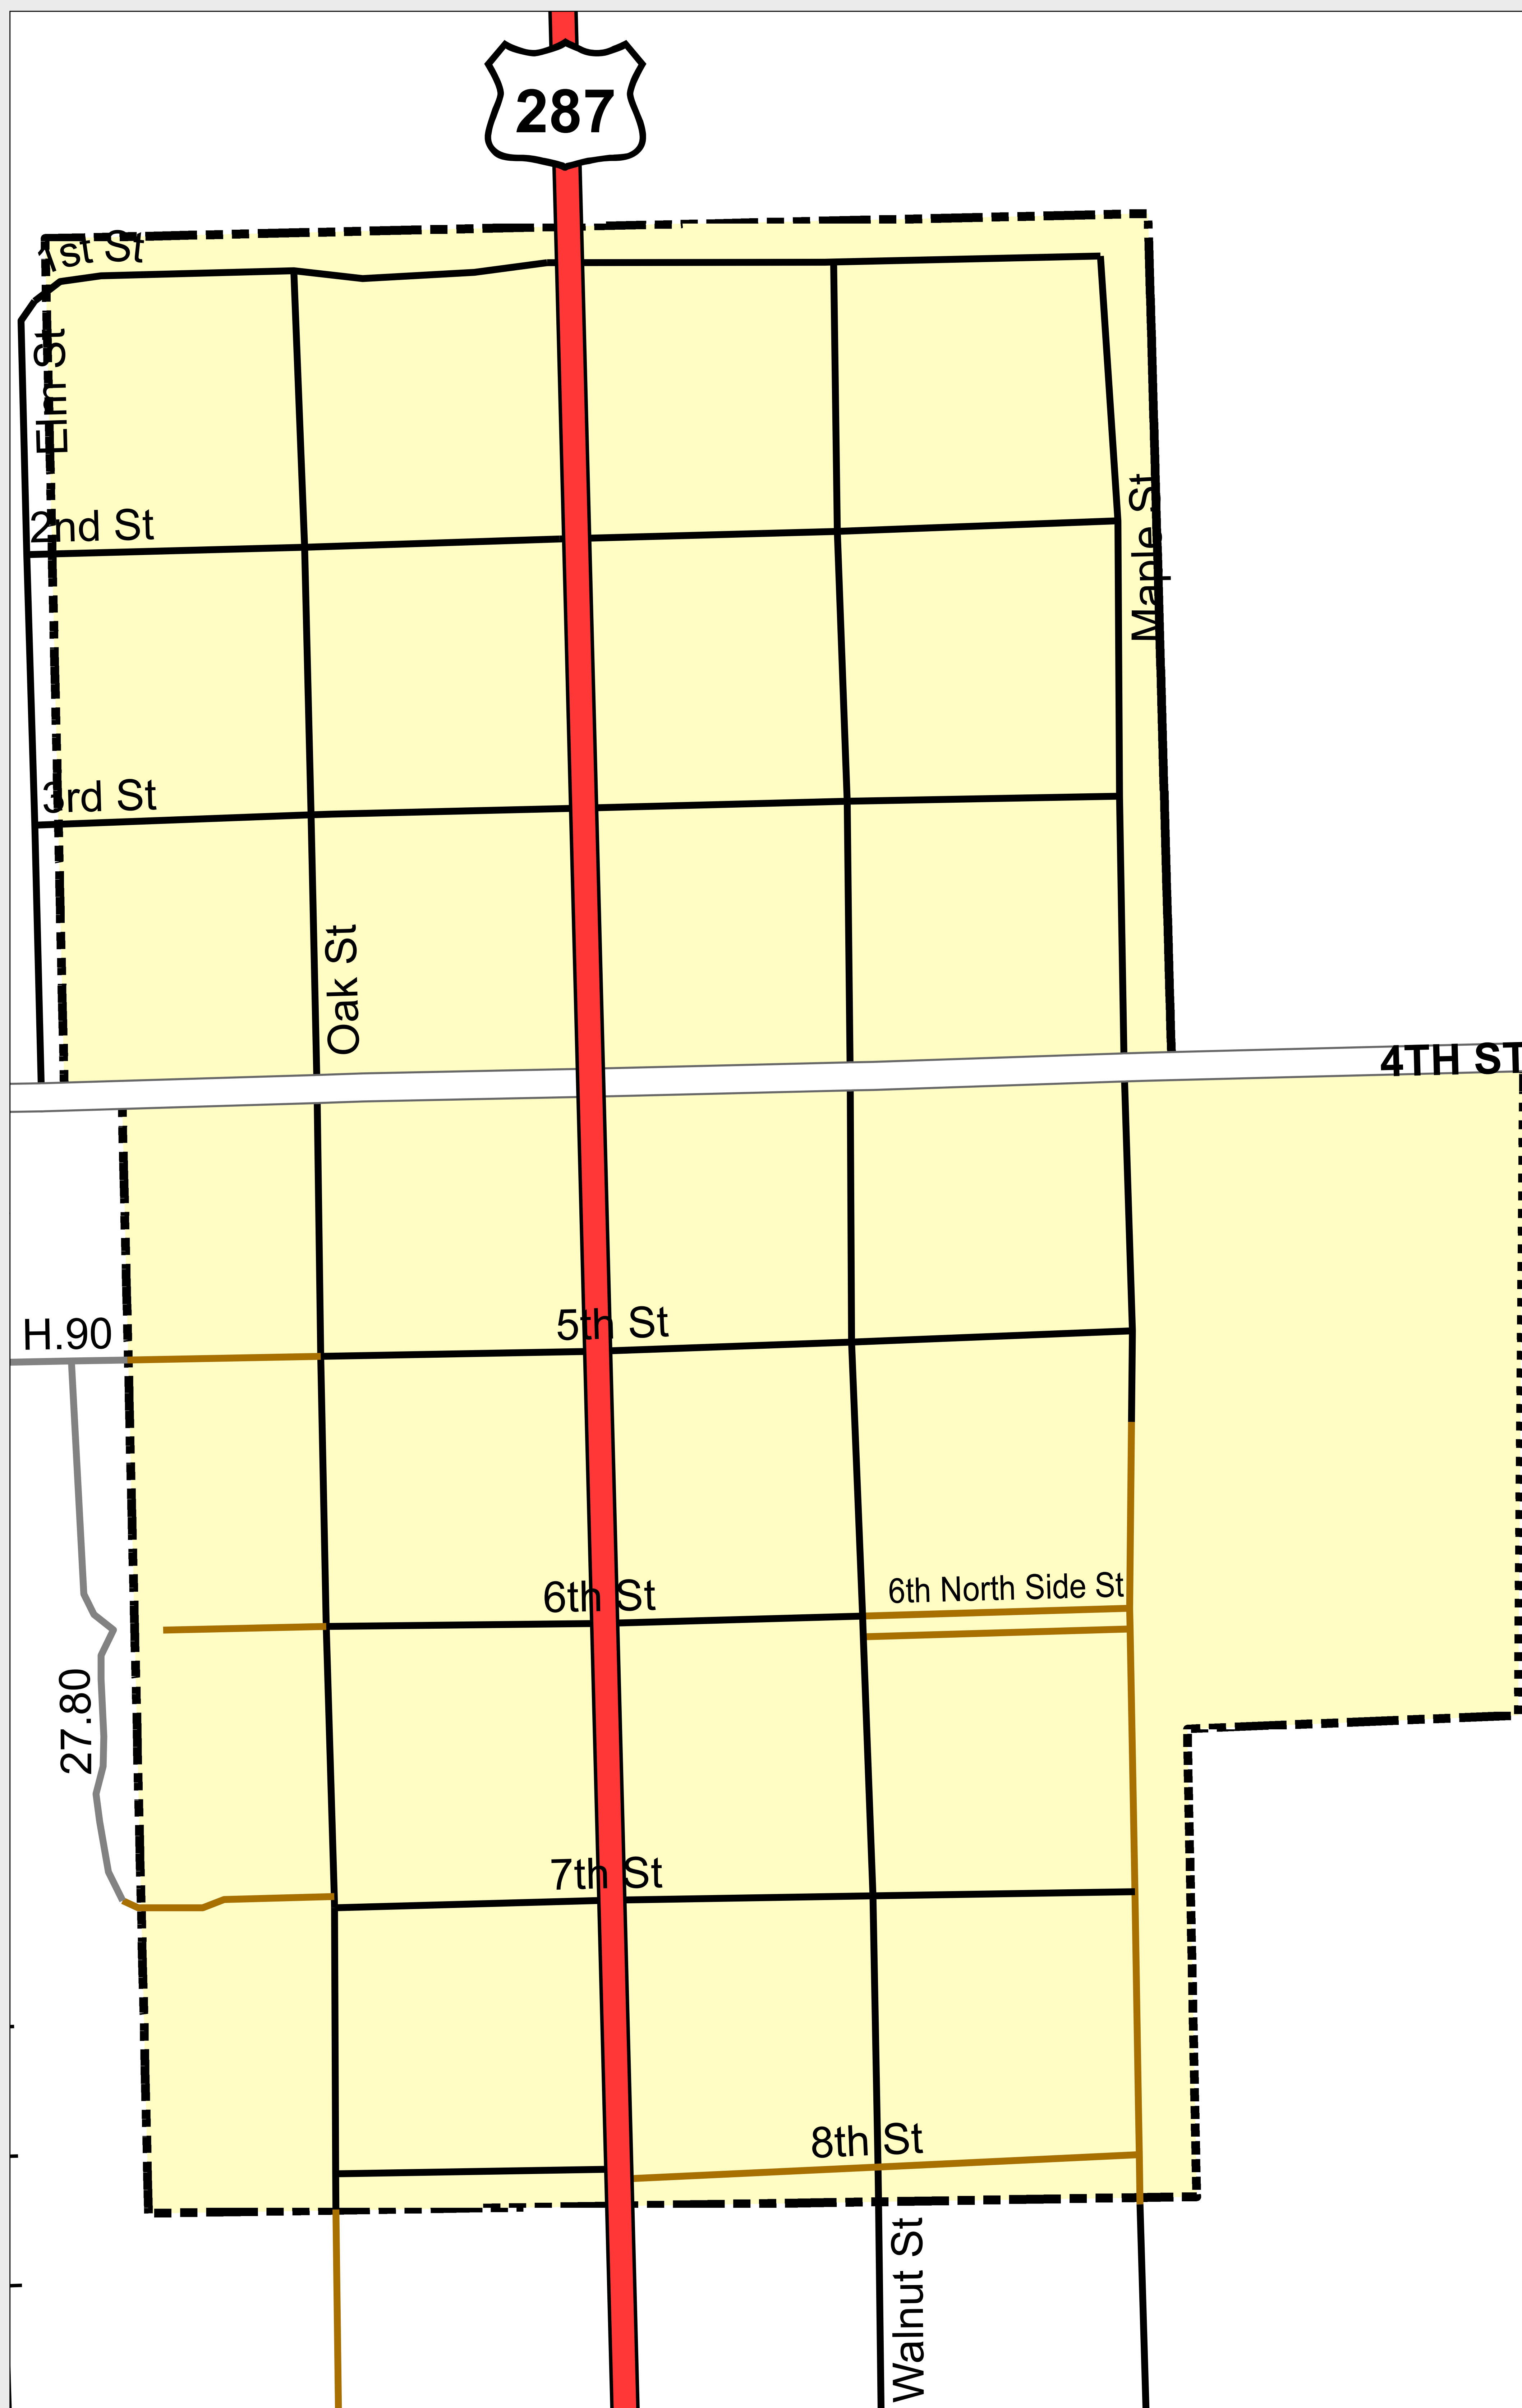 287
1st St
Elm St
2nd St
Maple St
3rd St
Oak St
4TH ST
H.90
5th St
6th St
6th North Side St
27.80
7th St
8th St
Walnut St